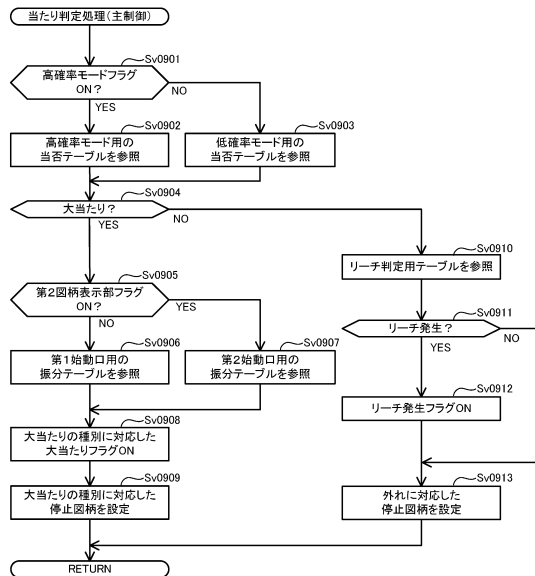 当たり判定処理(主制御)
Sv0901
高確率モードフラグ
ON?
NO
YES
Sv0902
高確率モード用の
当否テーブルを参照
Sv0903
低確率モード用の
当否テーブルを参照
Sv0904
大当たり?
NO
YES
Sv0905
第2図柄表示部フラグ
ON?
YES
NO
Sv0906
第1始動口用の
振分テーブルを参照
Sv0907
第2始動口用の
振分テーブルを参照
Sv0908
大当たりの種別に対応した
大当たりフラグON
Sv0909
大当たりの種別に対応した
停止図柄を設定
Sv0910
リーチ判定用テーブルを参照
Sv0911
リーチ発生?
NO
YES
Sv0912
リーチ発生フラグON
Sv0913
外れに対応した
停止図柄を設定
RETURN